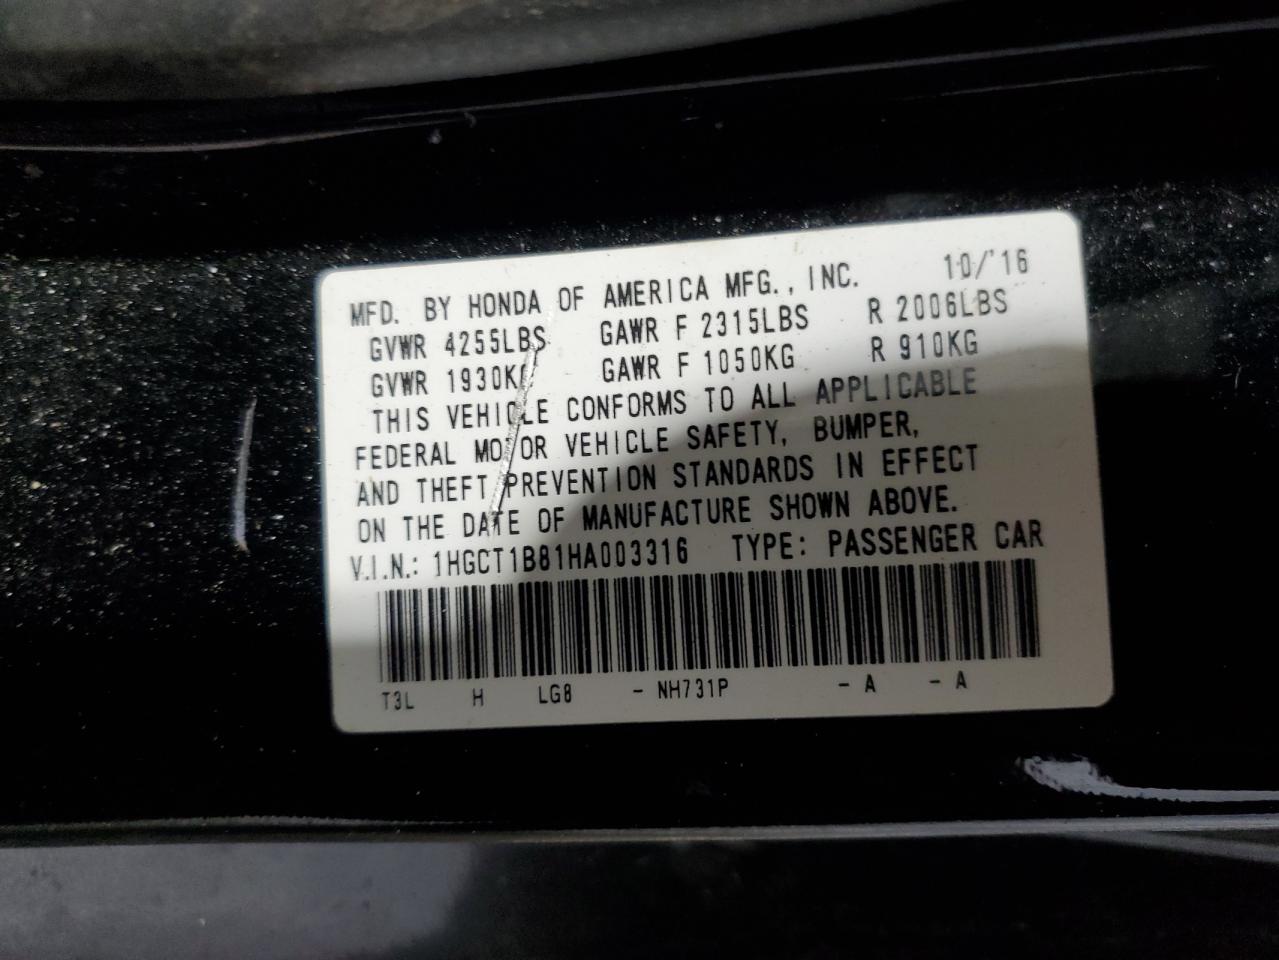 MFD. BY HONDA OF AMERICA MFG., INC. 10/'16
GVWR 4255LBS GAWR F 2315LBS R 2006LBS
GVWR 1930KG GAWR F 1050KG R 910KG
THIS VEHICLE CONFORMS TO ALL APPLICABLE
FEDERAL MOTOR VEHICLE SAFETY, BUMPER,
AND THEFT PREVENTION STANDARDS IN EFFECT
ON THE DATE OF MANUFACTURE SHOWN ABOVE.
V.I.N.: 1HGCT1B81HA003316 TYPE: PASSENGER CAR
T3L H LG8 - NH731P - A - A